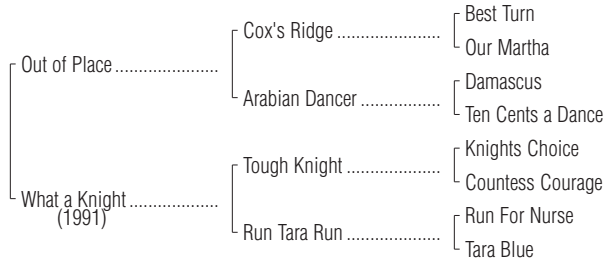 Best Turn
Cox's Ridge ....................
Our Martha
Out of Place ....................
Damascus
Arabian Dancer ................
Ten Cents a Dance
Knights Choice
Tough Knight ..................
Countess Courage
What a Knight .................
(1991)
Run For Nurse
Run Tara Run ..................
Tara Blue